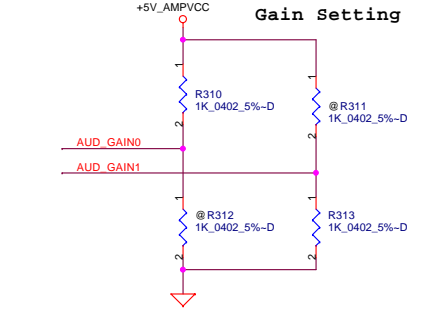 +5V_AMPVCC
Gain Setting
1
1
R310
1K_0402_5%~D
@R311
1K_0402_5%~D
2
2
AUD_GAIN0
AUD_GAIN1
1
1
@R312
1K_0402_5%~D
R313
1K_0402_5%~D
2
2